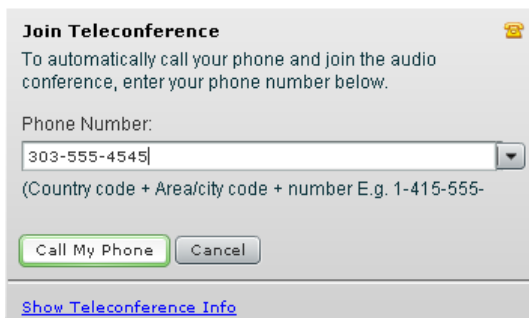 Join Teleconference
To automatically call your phone and join the audio
conference, enter your phone number below.
Phone Number:
303-555-4545
(Country code + Area/city code + number E.g. 1-415-555-
Call My Phone Cancel
Show Teleconference Info